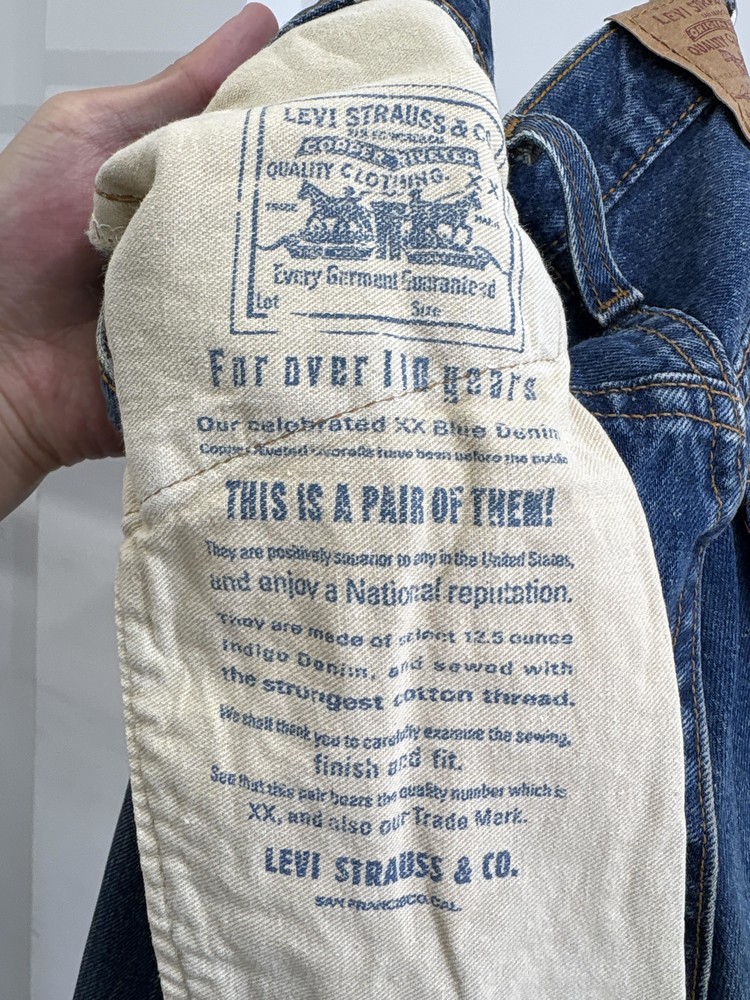 LEVI STRAUSS & CO
COPPER RIVETED
QUALITY CLOTHING. XX
TRADE MARK
Every Garment Guaranteed
Lot Size
For over 110 years
Our celebrated XX Blue Denim
Copper Riveted Overalls have been before the public
THIS IS A PAIR OF THEM!
They are positively superior to any in the United States,
and enjoy a National reputation.
They are made of select 12.5 ounce
Indigo Denim, and sewed with
the strongest cotton thread.
We shall thank you to carefully examine the sewing,
finish and fit.
See that this pair bears the quality number which is
XX, and also our Trade Mark.
LEVI STRAUSS & CO.
SAN FRANCISCO, CAL.
LEVI STRAU
ORIGINAL
QUALITY C